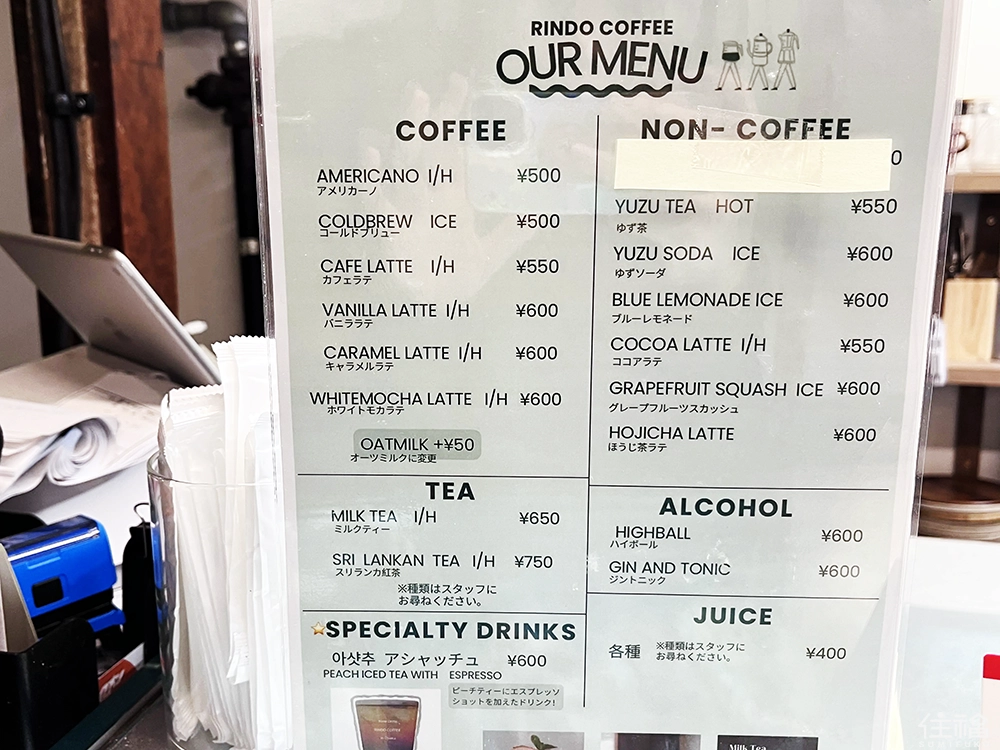 RINDO COFFEE
OUR MENU
COFFEE
AMERICANO I/H ¥500
アメリカーノ
COLDBREW ICE ¥500
コールドブリュー
CAFE LATTE I/H ¥550
カフェラテ
VANILLA LATTE I/H ¥600
バニララテ
CARAMEL LATTE I/H ¥600
キャラメルラテ
WHITEMOCHA LATTE I/H ¥600
ホワイトモカラテ
OATMILK +¥50
オーツミルクに変更
TEA
MILK TEA I/H ¥650
ミルクティー
SRI LANKAN TEA I/H ¥750
スリランカ紅茶
※種類はスタッフに
お尋ねください。
SPECIALTY DRINKS
아샷추 アシャッチュ ¥600
PEACH ICED TEA WITH ESPRESSO
ピーチティーにエスプレッソ
ショットを加えたドリンク!
NON- COFFEE
0
YUZU TEA HOT ¥550
ゆず茶
YUZU SODA ICE ¥600
ゆずソーダ
BLUE LEMONADE ICE ¥600
ブルーレモネード
COCOA LATTE I/H ¥550
ココアラテ
GRAPEFRUIT SQUASH ICE ¥600
グレープフルーツスカッシュ
HOJICHA LATTE ¥600
ほうじ茶ラテ
ALCOHOL
HIGHBALL ¥600
ハイボール
GIN AND TONIC ¥600
ジントニック
JUICE
各種 ※種類はスタッフに
お尋ねください。 ¥400
Milk Tea
住福